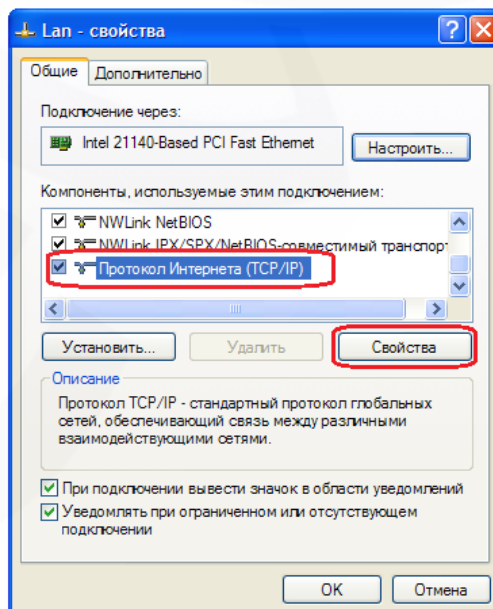 Lan - свойства
Общие
Дополнительно
Подключение через:
Intel 21140-Based PCI Fast Ethernet
Настроить...
Компоненты, используемые этим подключением:
NWLink NetBIOS
NWLink IPX/SPX/NetBIOS-совместимый транспор
Протокол Интернета (TCP/IP)
Установить...
Удалить
Свойства
Описание
Протокол TCP/IP - стандартный протокол глобальных
сетей, обеспечивающий связь между различными
взаимодействующими сетями.
При подключении вывести значок в области уведомлений
Уведомлять при ограниченном или отсутствующем
подключении
OK
Отмена